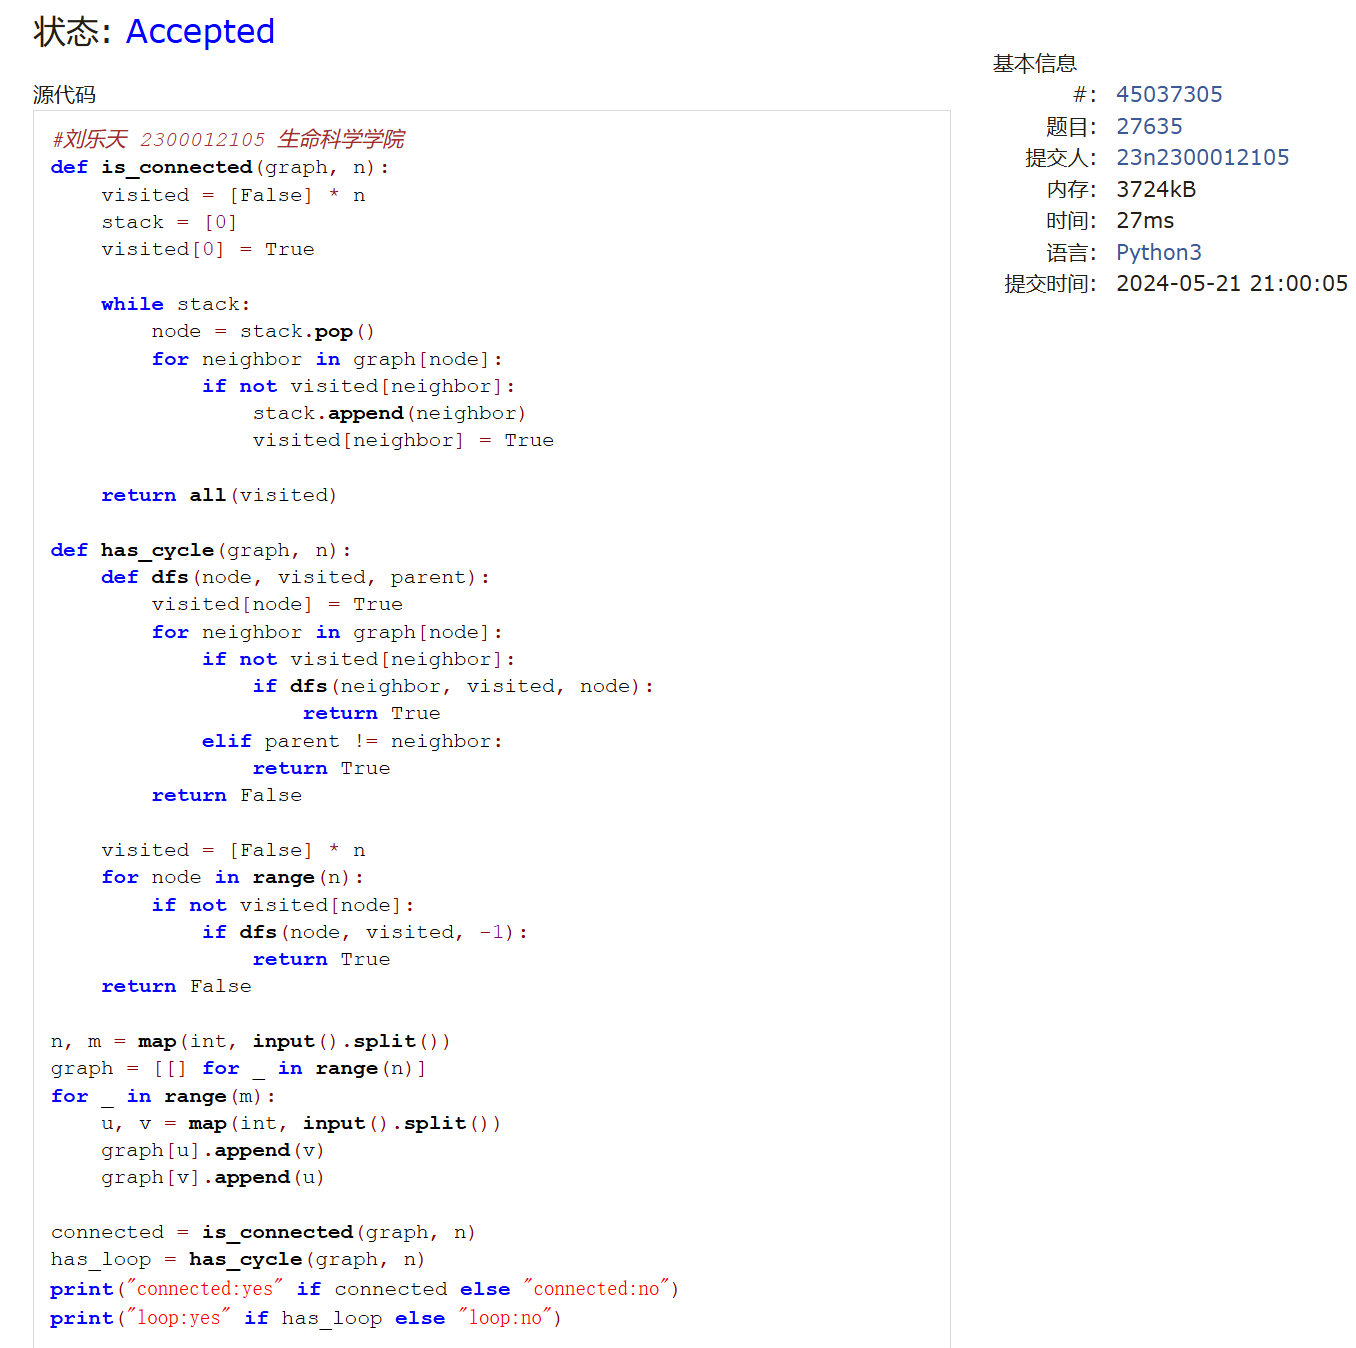 状态: Accepted
源代码
#刘乐天 2300012105 生命科学学院
def is_connected(graph, n):
    visited = [False] * n
    stack = [0]
    visited[0] = True

    while stack:
        node = stack.pop()
        for neighbor in graph[node]:
            if not visited[neighbor]:
                stack.append(neighbor)
                visited[neighbor] = True

    return all(visited)

def has_cycle(graph, n):
    def dfs(node, visited, parent):
        visited[node] = True
        for neighbor in graph[node]:
            if not visited[neighbor]:
                if dfs(neighbor, visited, node):
                    return True
            elif parent != neighbor:
                return True
        return False

    visited = [False] * n
    for node in range(n):
        if not visited[node]:
            if dfs(node, visited, -1):
                return True
    return False

n, m = map(int, input().split())
graph = [[] for _ in range(n)]
for _ in range(m):
    u, v = map(int, input().split())
    graph[u].append(v)
    graph[v].append(u)

connected = is_connected(graph, n)
has_loop = has_cycle(graph, n)
print("connected:yes" if connected else "connected:no")
print("loop:yes" if has_loop else "loop:no")
基本信息
#: 45037305
题目: 27635
提交人: 23n2300012105
内存: 3724kB
时间: 27ms
语言: Python3
提交时间: 2024-05-21 21:00:05